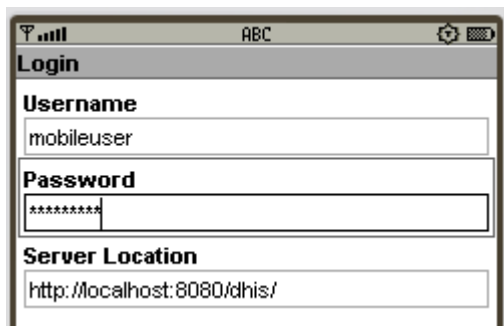 ABC
Login
Username
mobileuser
Password
*********
Server Location
http://localhost:8080/dhis/